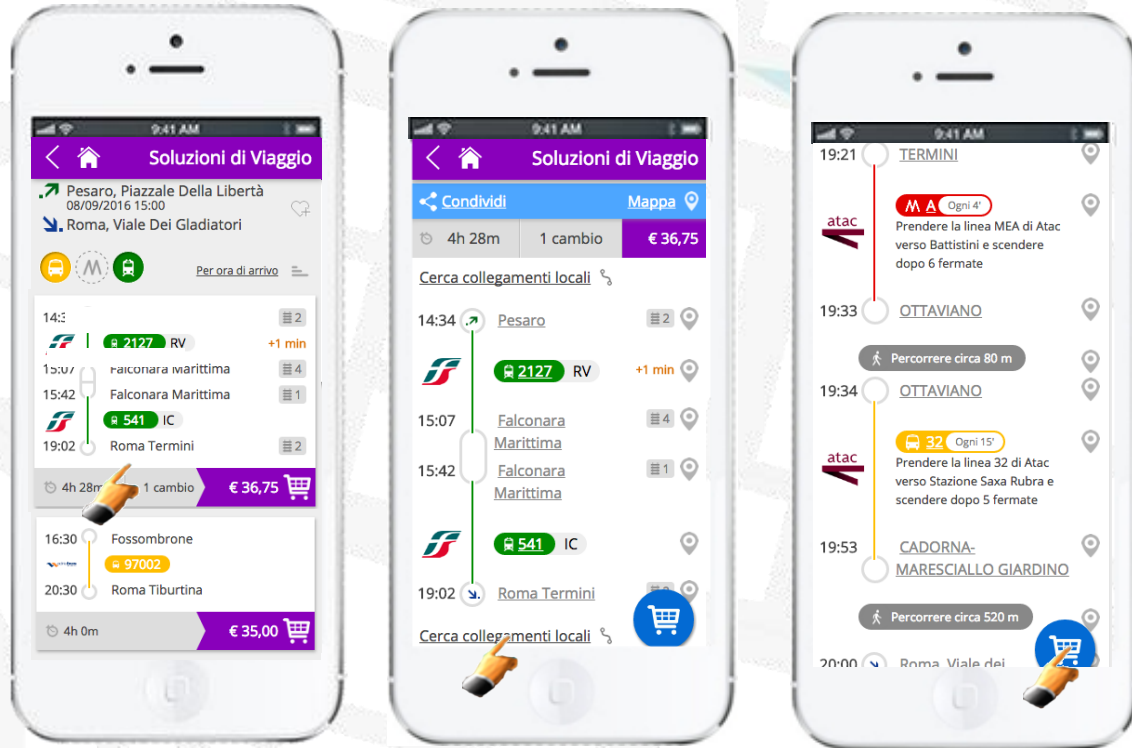 9:41 AM
Soluzioni di Viaggio
Pesaro, Piazzale Della Libertà
08/09/2016 15:00
Roma, Viale Dei Gladiatori
Per ora di arrivo
2
2127 RV +1 min
15:07 Falconara Marittima 4
15:42 Falconara Marittima 1
541 IC
19:02 Roma Termini 2
4h 28m 1 cambio € 36,75
16:30 Fossombrone
97002
20:30 Roma Tiburtina
4h 0m € 35,00
9:41 AM
Soluzioni di Viaggio
Condividi Mappa
4h 28m 1 cambio € 36,75
Cerca collegamenti locali
14:34 Pesaro 2
2127 RV +1 min
15:07 Falconara
Marittima 4
15:42 Falconara
Marittima 1
541 IC
19:02 Roma Termini
Cerca collegamenti locali
9:41 AM
19:21 TERMINI
M A Ogni 4'
atac
Prendere la linea MEA di Atac
verso Battistini e scendere
dopo 6 fermate
19:33 OTTAVIANO
Percorrere circa 80 m
19:34 OTTAVIANO
32 Ogni 15'
atac
Prendere la linea 32 di Atac
verso Stazione Saxa Rubra e
scendere dopo 5 fermate
19:53 CADORNA-
MARESCIALLO GIARDINO
Percorrere circa 520 m
20:00 Roma, Viale dei